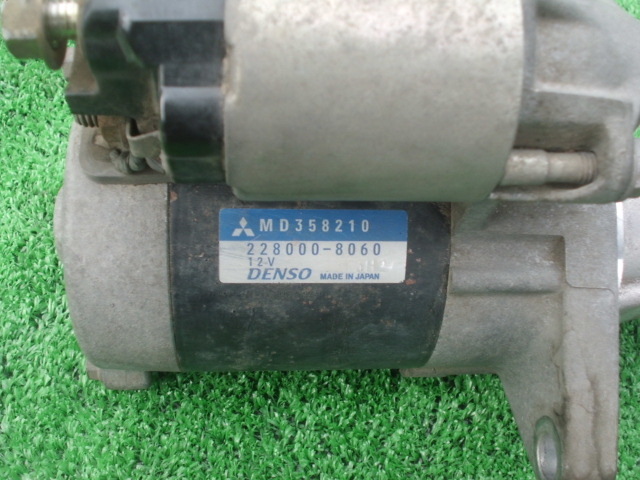 MD358210
228000-8060
12V
DENSO MADE IN JAPAN